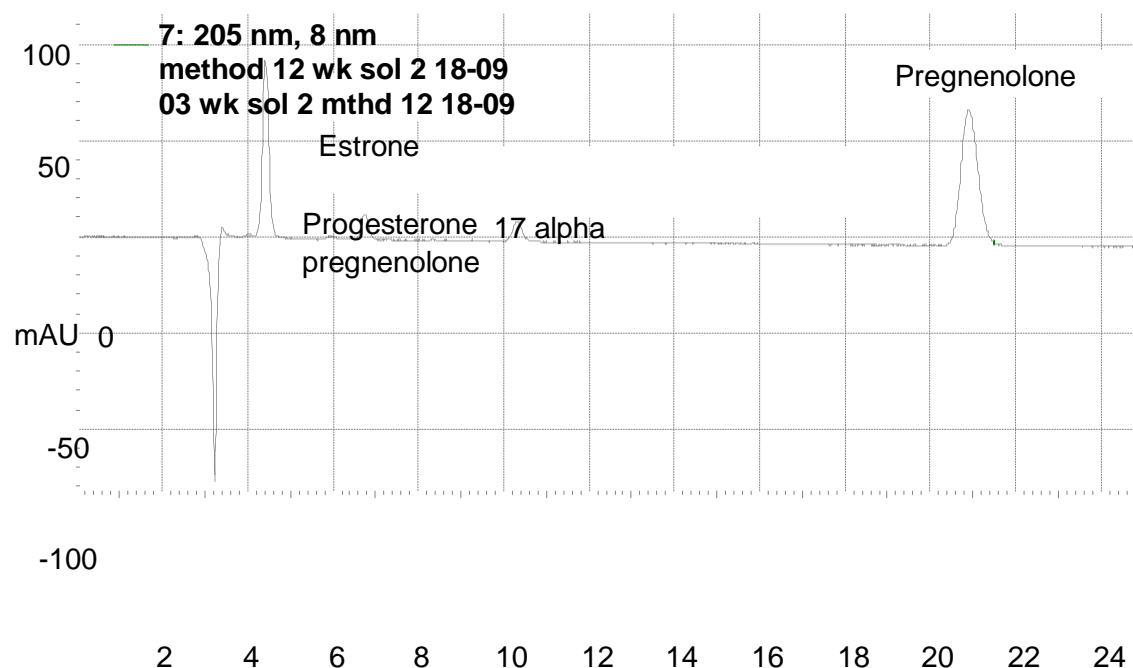 7: 205 nm, 8 nm
method 12 wk sol 2 18-09
03 wk sol 2 mthd 12 18-09
100
Pregnenolone
Estrone
50
Progesterone 17 alpha
pregnenolone
mAU 0
-50
-100
2 4 6 8 10 12 14 16 18 20 22 24